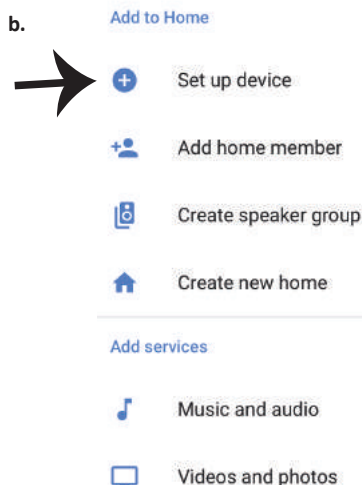 b.
Add to Home
Set up device
Add home member
Create speaker group
Create new home
Add services
Music and audio
Videos and photos